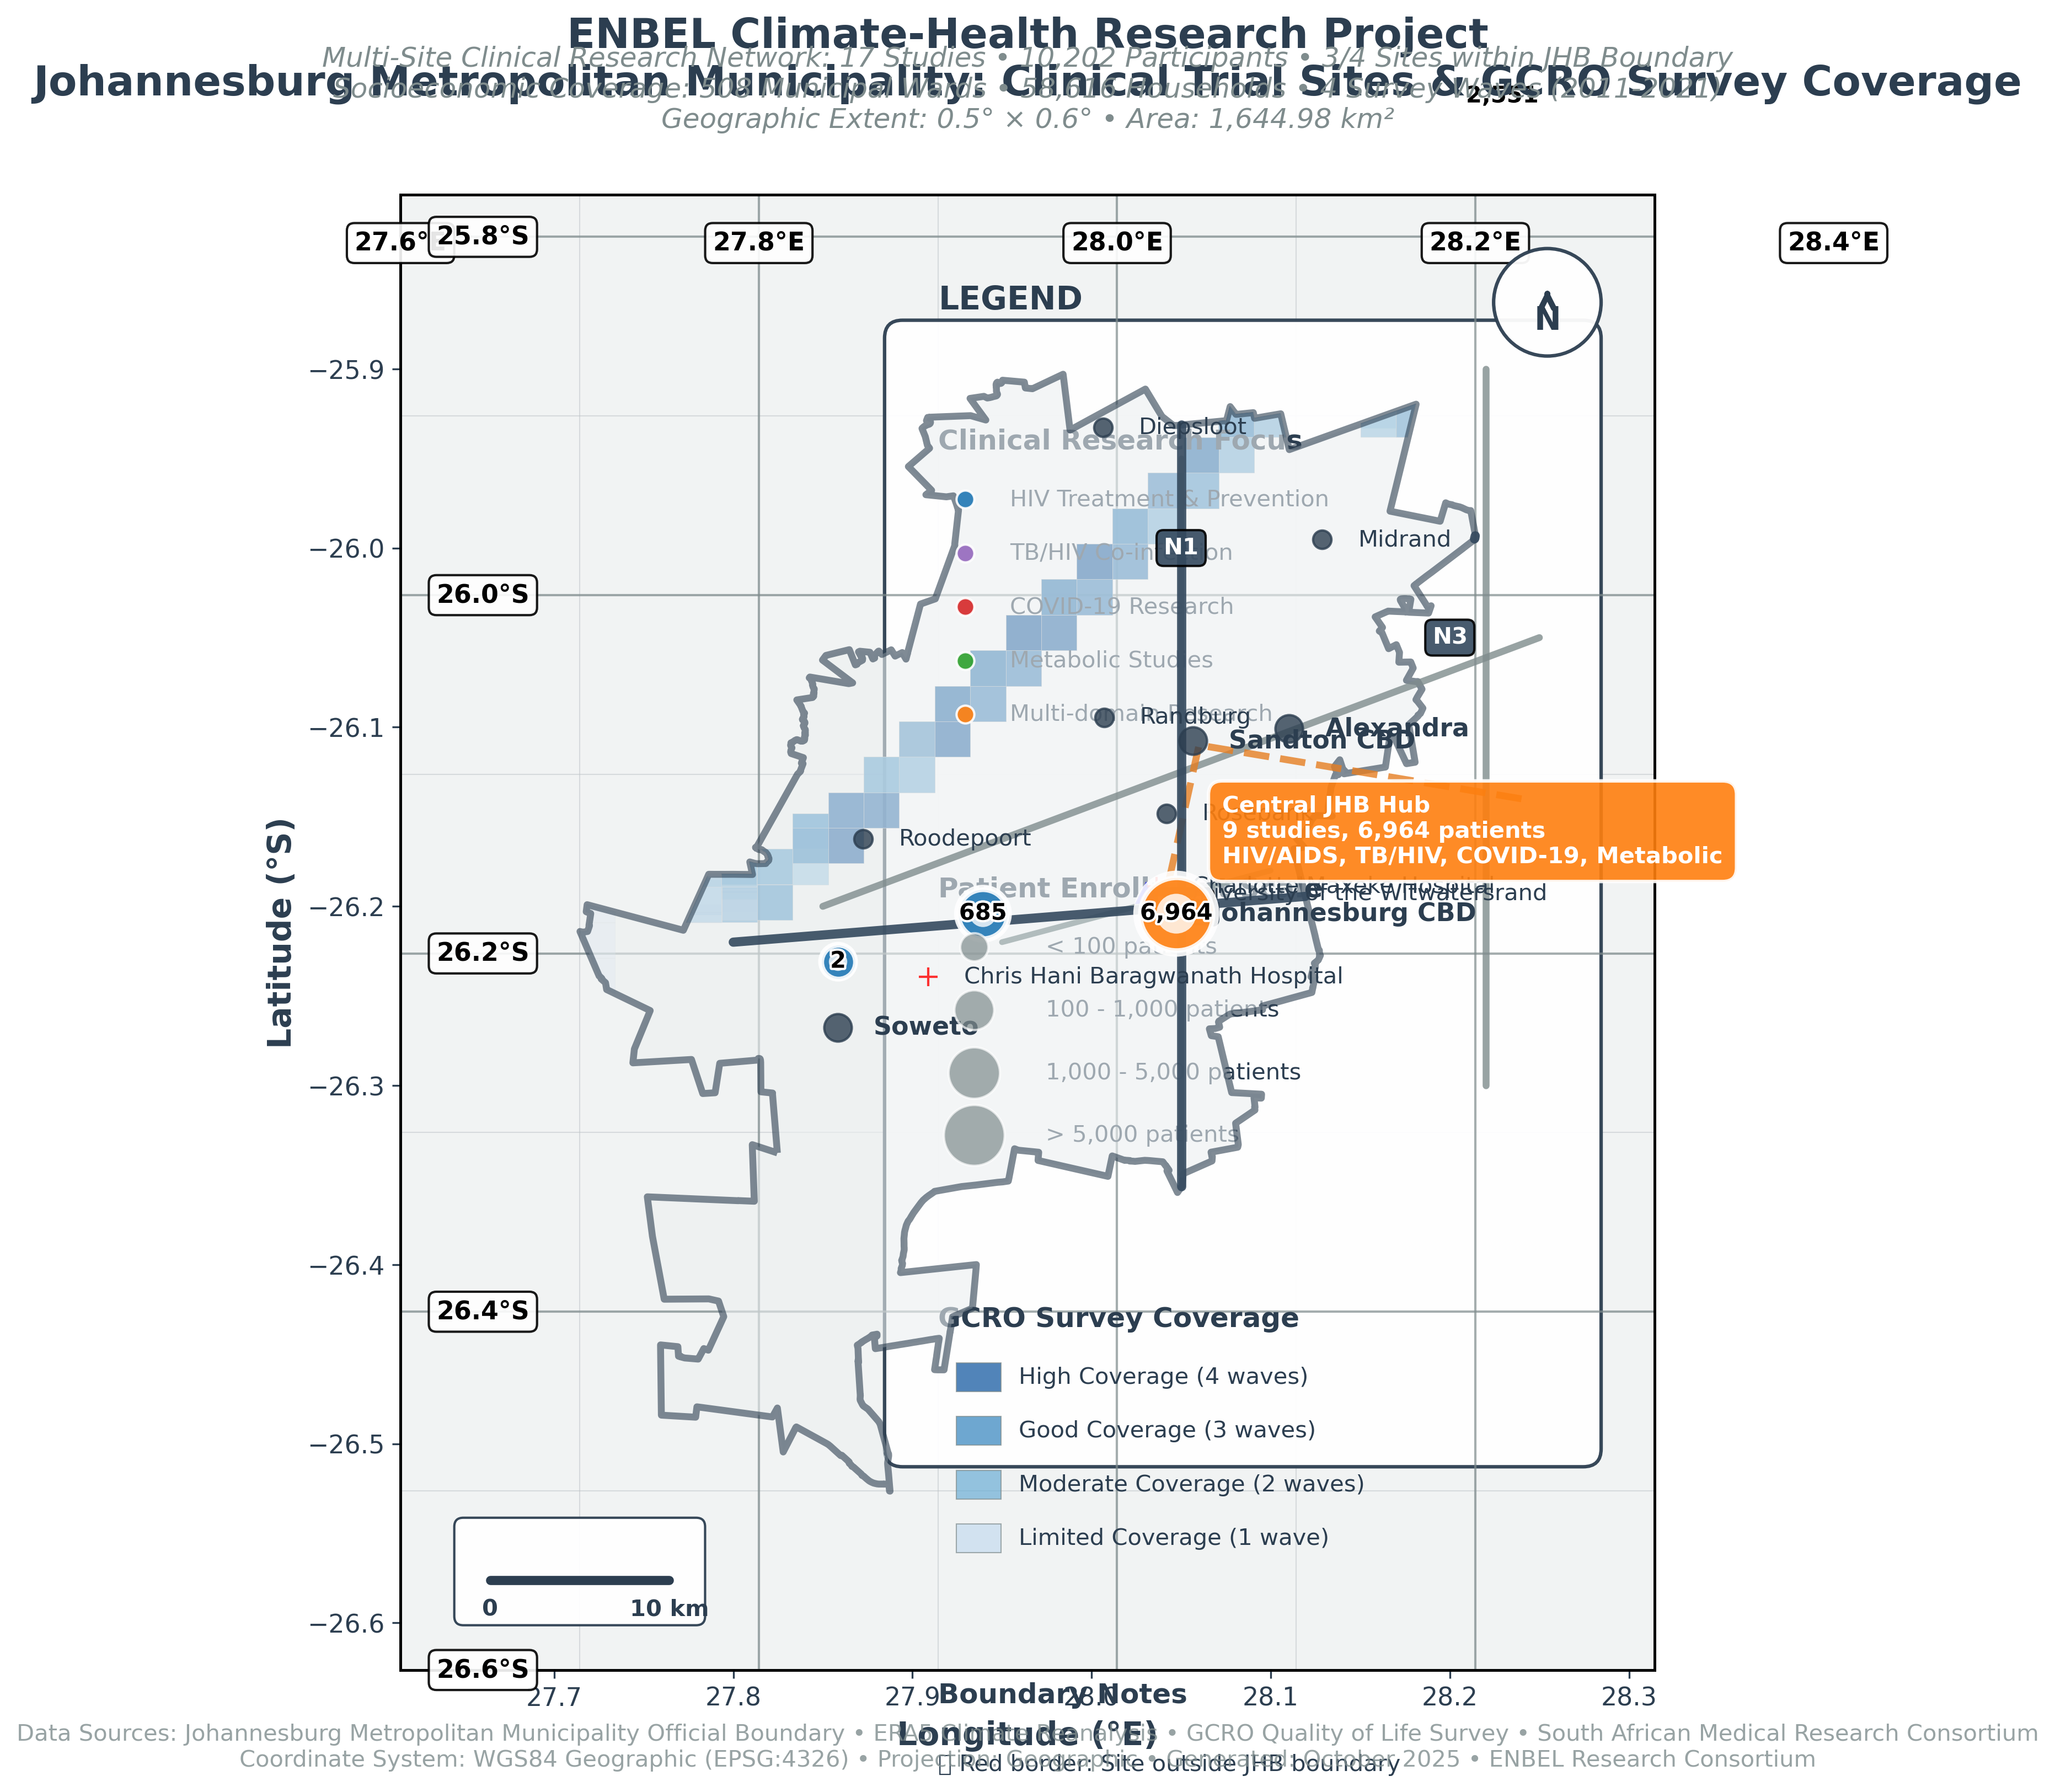 ENBEL Climate-Health Research Project
Multi-Site Clinical Research Network: 17 Studies • 10,202 Participants • 3/4 Sites within JHB Boundary
Johannesburg Metropolitan Municipality: Clinical Trial Sites & GCRO Survey Coverage
Socioeconomic Coverage: 508 Municipal Wards • 58,616 Households • 4 Survey Waves (2011-2021)
2,551
Geographic Extent: 0.5° × 0.6° • Area: 1,644.98 km²
27.6°E
25.8°S
27.8°E
28.0°E
28.2°E
28.4°E
LEGEND
N
−25.9
Diepsloot
Clinical Research Focus
HIV Treatment & Prevention
−26.0
N1
Midrand
TB/HIV Co-infection
26.0°S
COVID-19 Research
N3
Metabolic Studies
−26.1
Multi-domain Research
Randburg
Alexandra
Sandton CBD
Central JHB Hub
9 studies, 6,964 patients
HIV/AIDS, TB/HIV, COVID-19, Metabolic
Rosebank
Roodepoort
Patient Enrol
Charlotte Maxeke Hospital
University of the Witwatersrand
−26.2
685
6,964
Johannesburg CBD
26.2°S
< 100 patients
2
Chris Hani Baragwanath Hospital
100 - 1,000 patients
Soweto
1,000 - 5,000 patients
−26.3
> 5,000 patients
Latitude (°S)
−26.4
26.4°S
GCRO Survey Coverage
High Coverage (4 waves)
Good Coverage (3 waves)
−26.5
Moderate Coverage (2 waves)
Limited Coverage (1 wave)
0
10 km
−26.6
26.6°S
27.7
27.8
27.9
28.0
28.1
28.2
28.3
Boundary Notes
Longitude (°E)
Data Sources: Johannesburg Metropolitan Municipality Official Boundary • ERA5 Climate Reanalysis • GCRO Quality of Life Survey • South African Medical Research Consortium
Coordinate System: WGS84 Geographic (EPSG:4326) • Projection: Geographic • Generated: October 2025 • ENBEL Research Consortium
Red border: Site outside JHB boundary